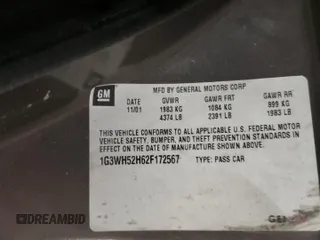 GM
MFD BY GENERAL MOTORS CORP
DATE GVWR GAWR FRT GAWR RR
11/01 1983 KG 1084 KG 899 KG
4374 LB 2391 LB 1983 LB
THIS VEHICLE CONFORMS TO ALL APPLICABLE U.S. FEDERAL MOTOR
VEHICLE SAFETY, BUMPER, AND THEFT PREVENTION STANDARDS IN
EFFECT ON THE DATE OF MANUFACTURE SHOWN ABOVE.
1G3WH52H62F172567 TYPE: PASS CAR
DREAMBID